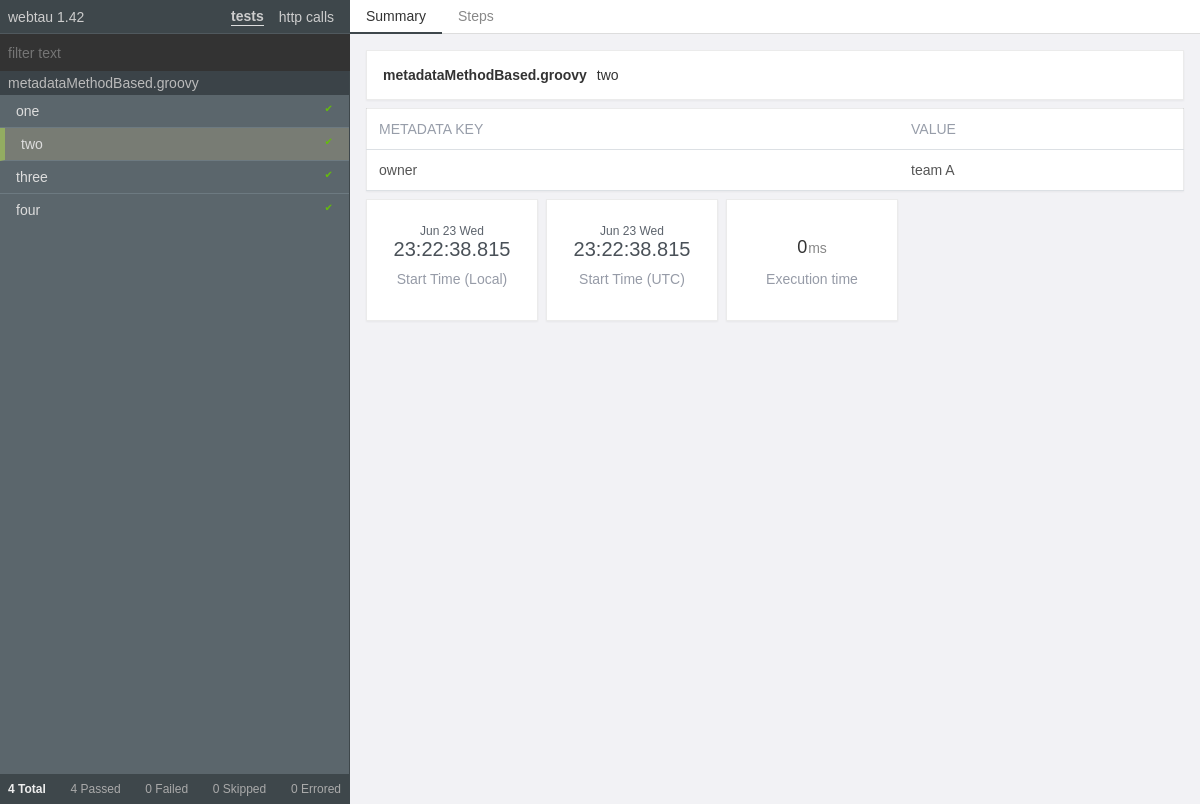 webtau 1.42 tests http calls
filter text
metadataMethodBased.groovy
one
two
three
four
4 Total 4 Passed 0 Failed 0 Skipped 0 Errored
Summary Steps
metadataMethodBased.groovy two
METADATA KEY VALUE
owner team A
Jun 23 Wed
23:22:38.815
Start Time (Local)
Jun 23 Wed
23:22:38.815
Start Time (UTC)
0ms
Execution time